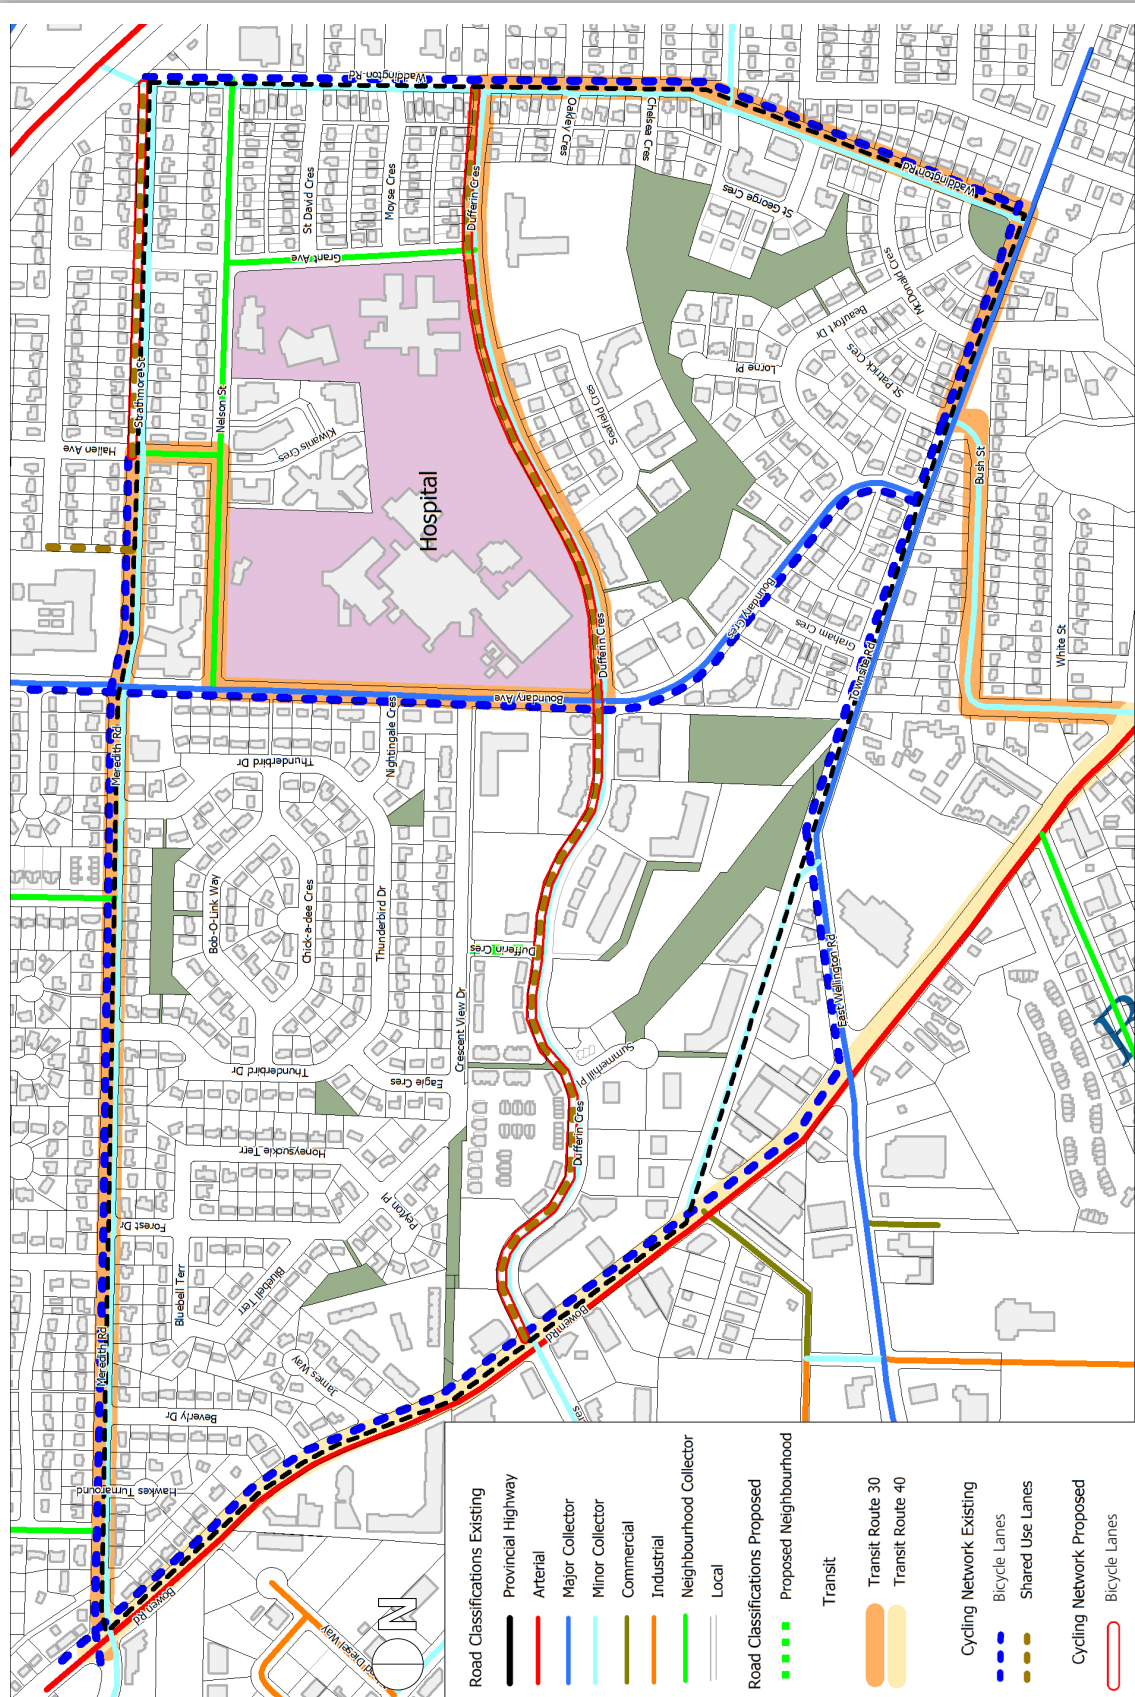 Waddington Rd
Oakley Cres
Chelsea Cres
St David Cres
Moyse Cres
Dufferin Cres
St George Cres
Waddington Rd
Grant Ave
McDonald Cres
Beaufort Dr
St Patrick Cres
Lorne Pl
Strathmore St
Nelson St
Seafield Cres
Hallen Ave
Kwanis Cres
Bush St
Hospital
Boundary Cres
Graham Cres
Dufferin Cres
White St
Townsite Rd
Boundary Ave
Nightingale Cres
Meredith Rd
Thunderbird Dr
Bob-O-Link Way
Chick-a-dee Cres
Thunderbird Dr
Dufferin Cres
East Wellington Rd
Crescent View Dr
Summerhill Pl
Thunderbird Dr
Eagle Cres
Dufferin Cres
Honeysuckle Terr
Peyton Pl
Forest Dr
Bluebell Terr
Bluebell Terr
Bowen Rd
Meredith Rd
James Way
Beverly Dr
Hawkes Turnaround
Bowen Rd
Diesel Way
N
Road Classifications Existing
Provincial Highway
Arterial
Major Collector
Minor Collector
Commercial
Industrial
Neighbourhood Collector
Local
Road Classifications Proposed
Proposed Neighbourhood
Transit
Transit Route 30
Transit Route 40
Cycling Network Existing
Bicycle Lanes
Shared Use Lanes
Cycling Network Proposed
Bicycle Lanes